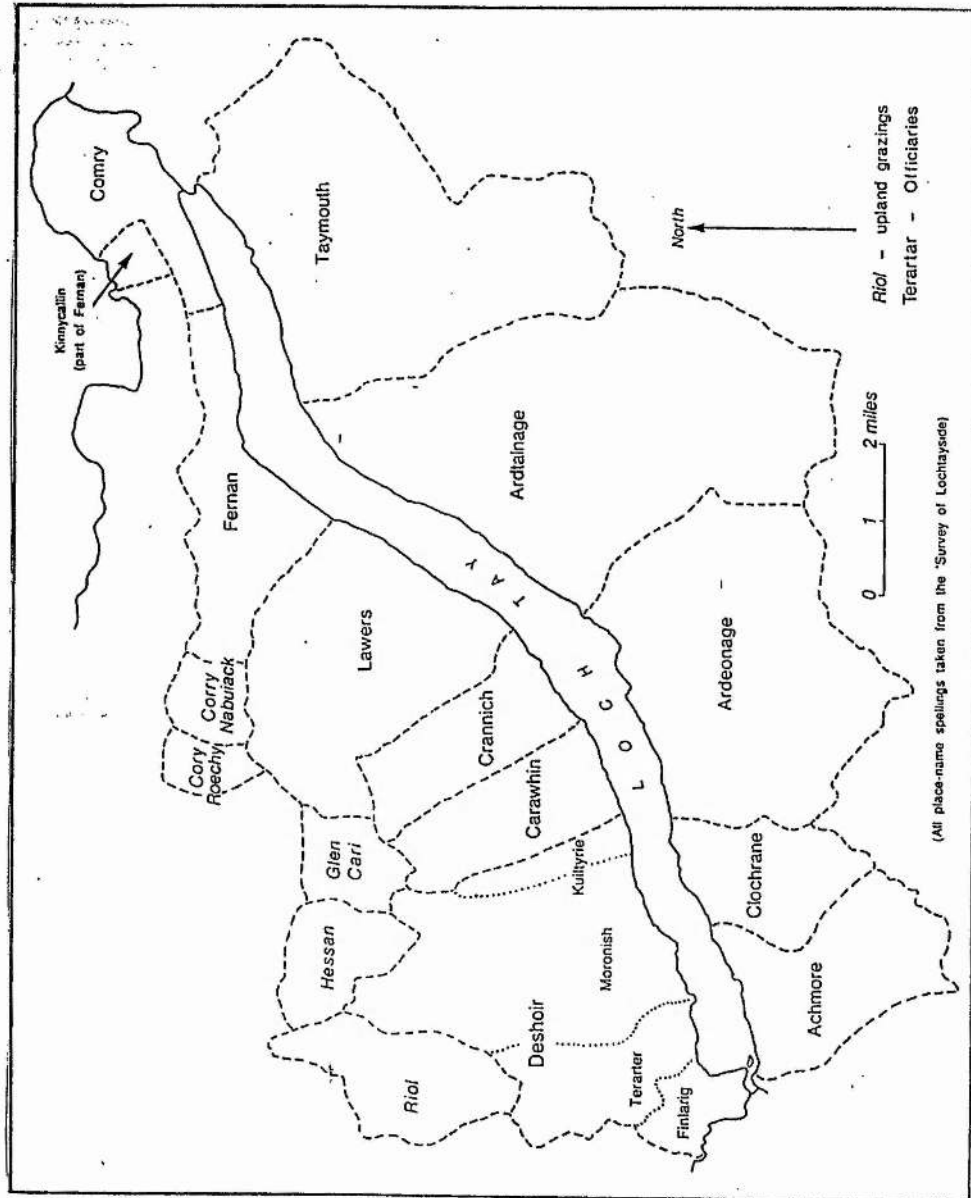 Comry
Kinnycallin
(part of Fernan)
Taymouth
Fernan
Ardtalnage
Lawers
Corry
Nabuiack
Cory
Roechy
Crannich
Carawhin
Glen
Cari
Hessan
Riol
Kuiltyrie
Moronish
Deshoir
Terarter
Finlarig
LOCH TAY
Ardeonage
Clochrane
Achmore
North
0 1 2 miles
Riol – upland grazings
Terartar – Officiaries
(All place-name spellings taken from the 'Survey of Lochtayside)